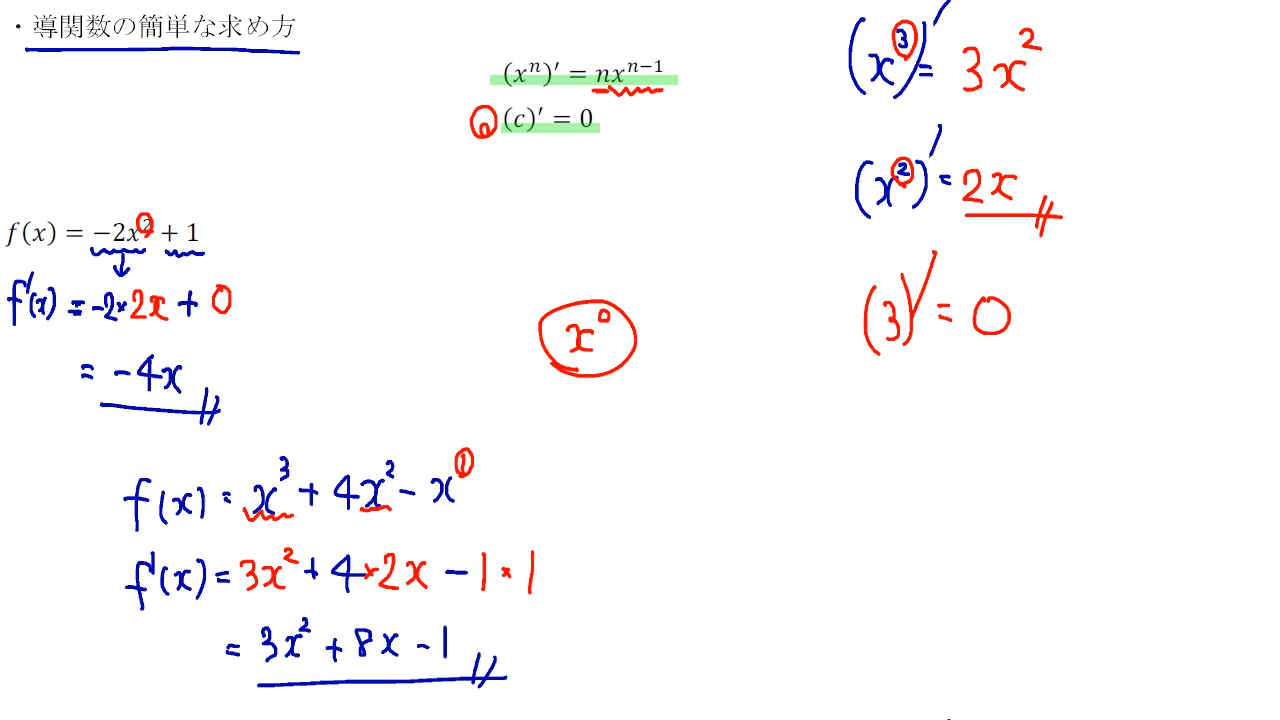 ・導関数の簡単な求め方
(xⁿ)′ = nxⁿ⁻¹
(c)′ = 0
f(x) = −2x² + 1
f'(x) = -2×2x + 0
= -4x
x⁰
f(x) = x³ + 4x² - x¹
f'(x) = 3x² + 4×2x - 1×1
= 3x² + 8x - 1
(x³)' = 3x²
(x²)' = 2x
(3)' = 0